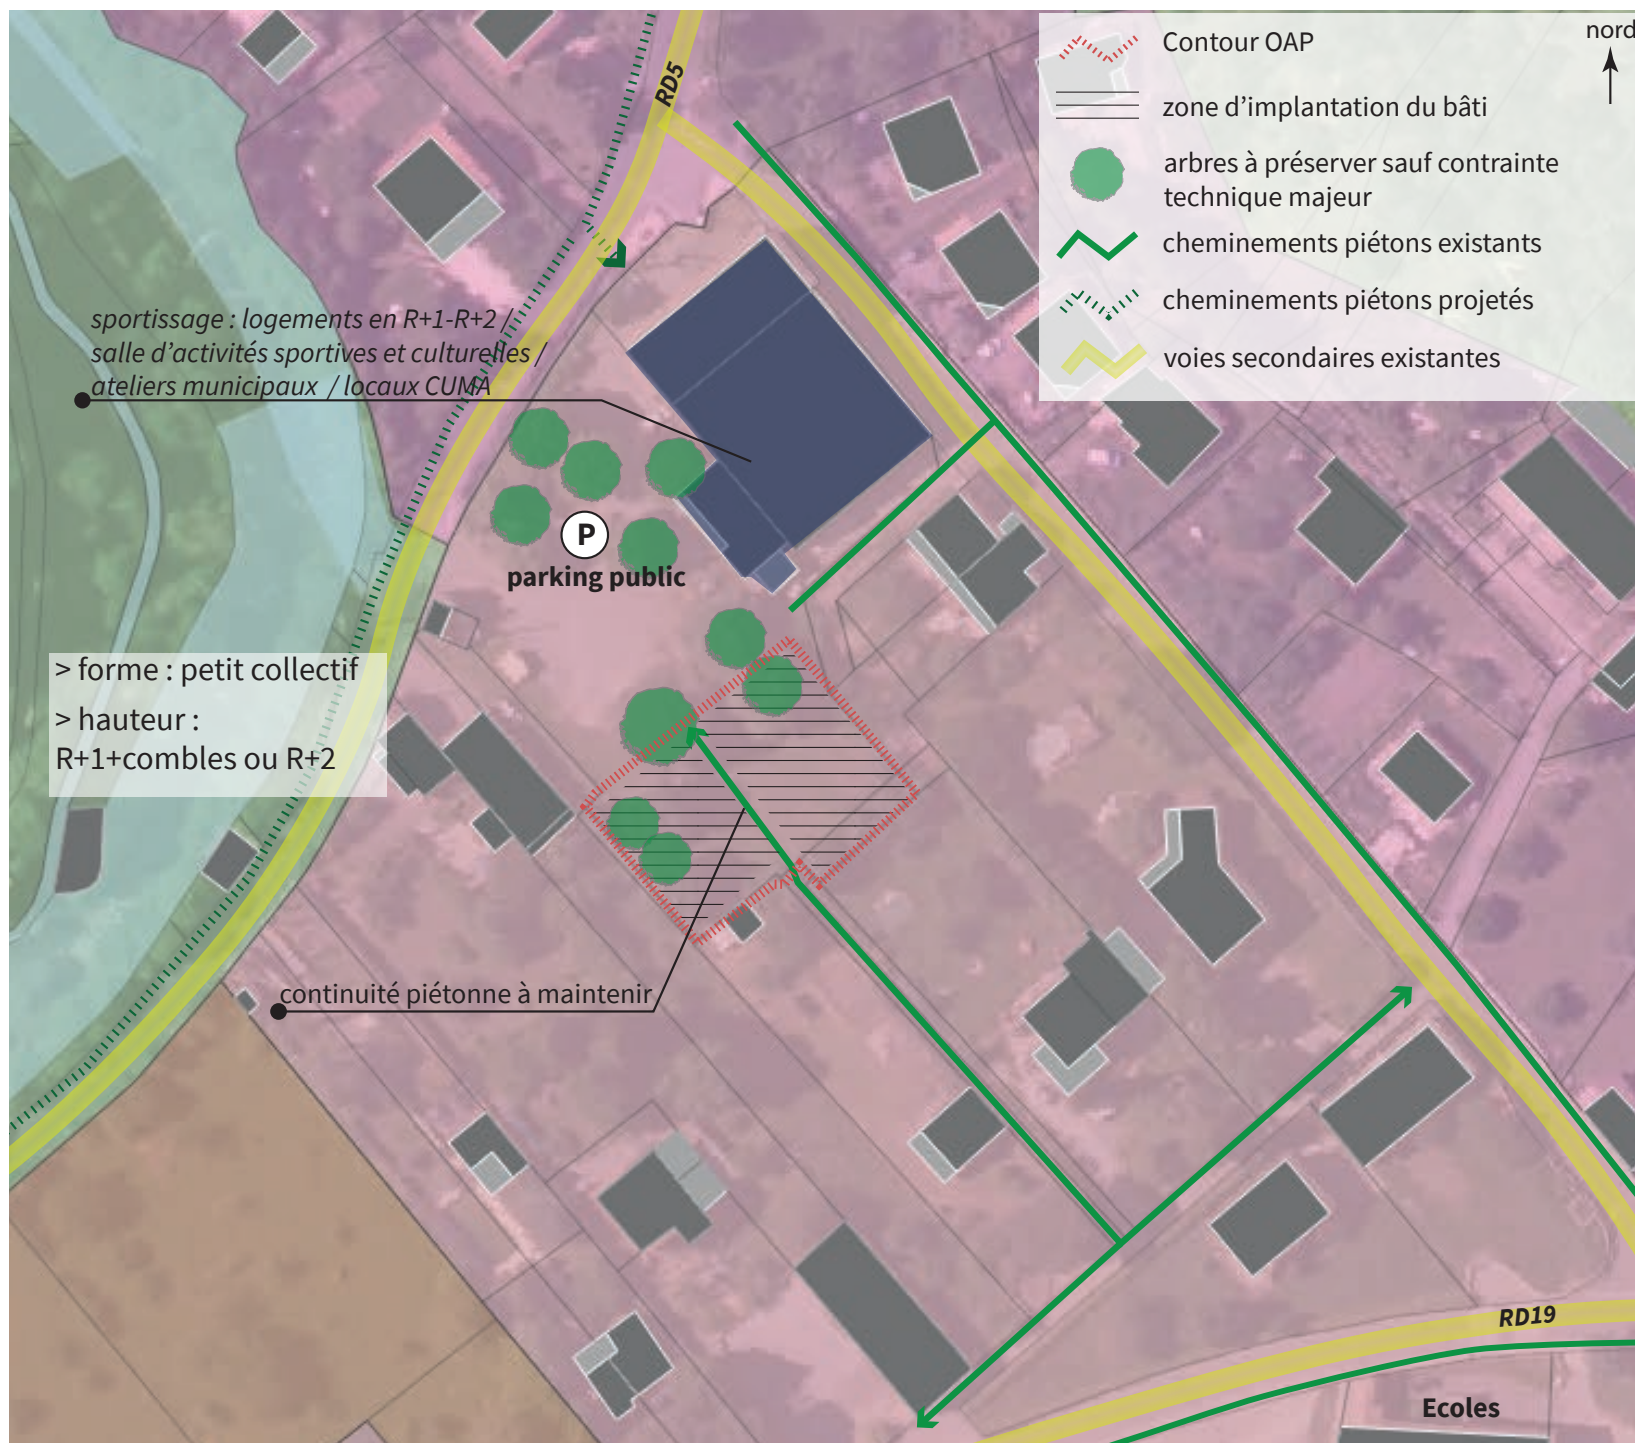 Contour OAP
nord
zone d’implantation du bâti
arbres à préserver sauf contrainte
technique majeur
cheminements piétons existants
cheminements piétons projetés
voies secondaires existantes
RD5
sportissage : logements en R+1-R+2 /
salle d’activités sportives et culturelles /
ateliers municipaux / locaux CUMA
P
parking public
> forme : petit collectif
> hauteur :
R+1+combles ou R+2
continuité piétonne à maintenir
RD19
Ecoles